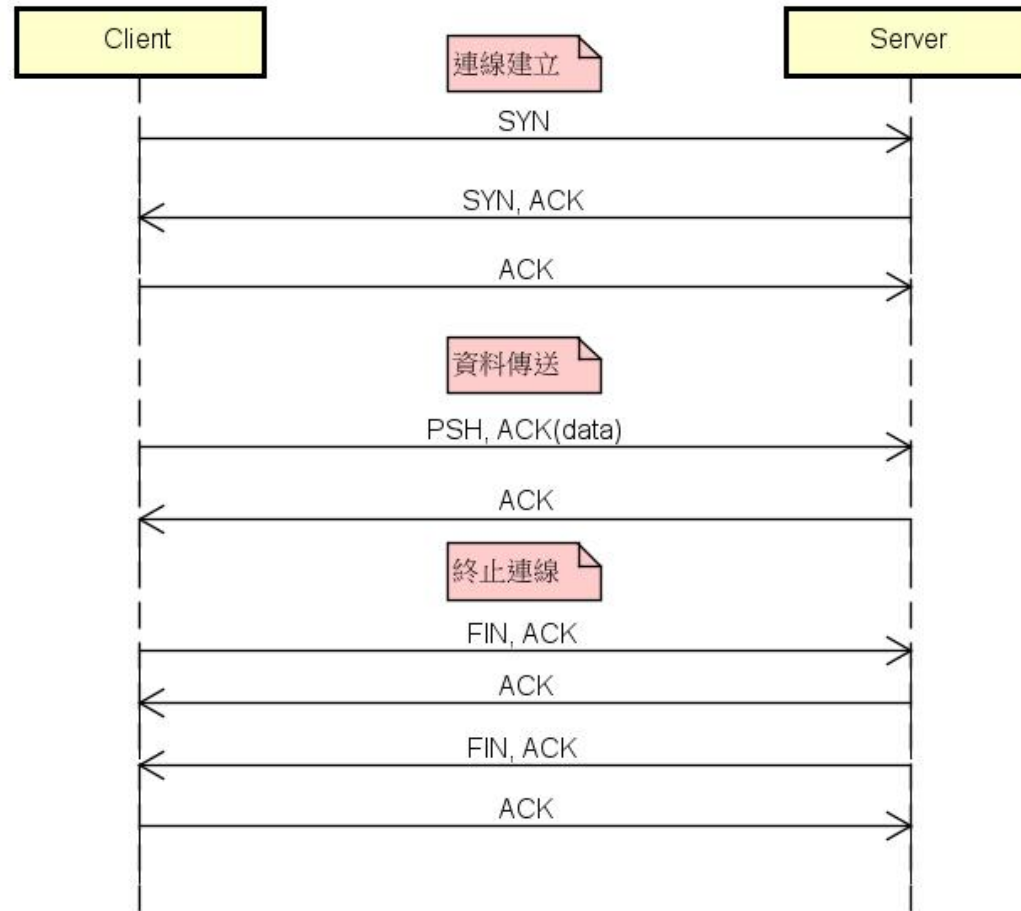 Client
Server
連線建立
SYN
SYN, ACK
ACK
資料傳送
PSH, ACK(data)
ACK
終止連線
FIN, ACK
ACK
FIN, ACK
ACK